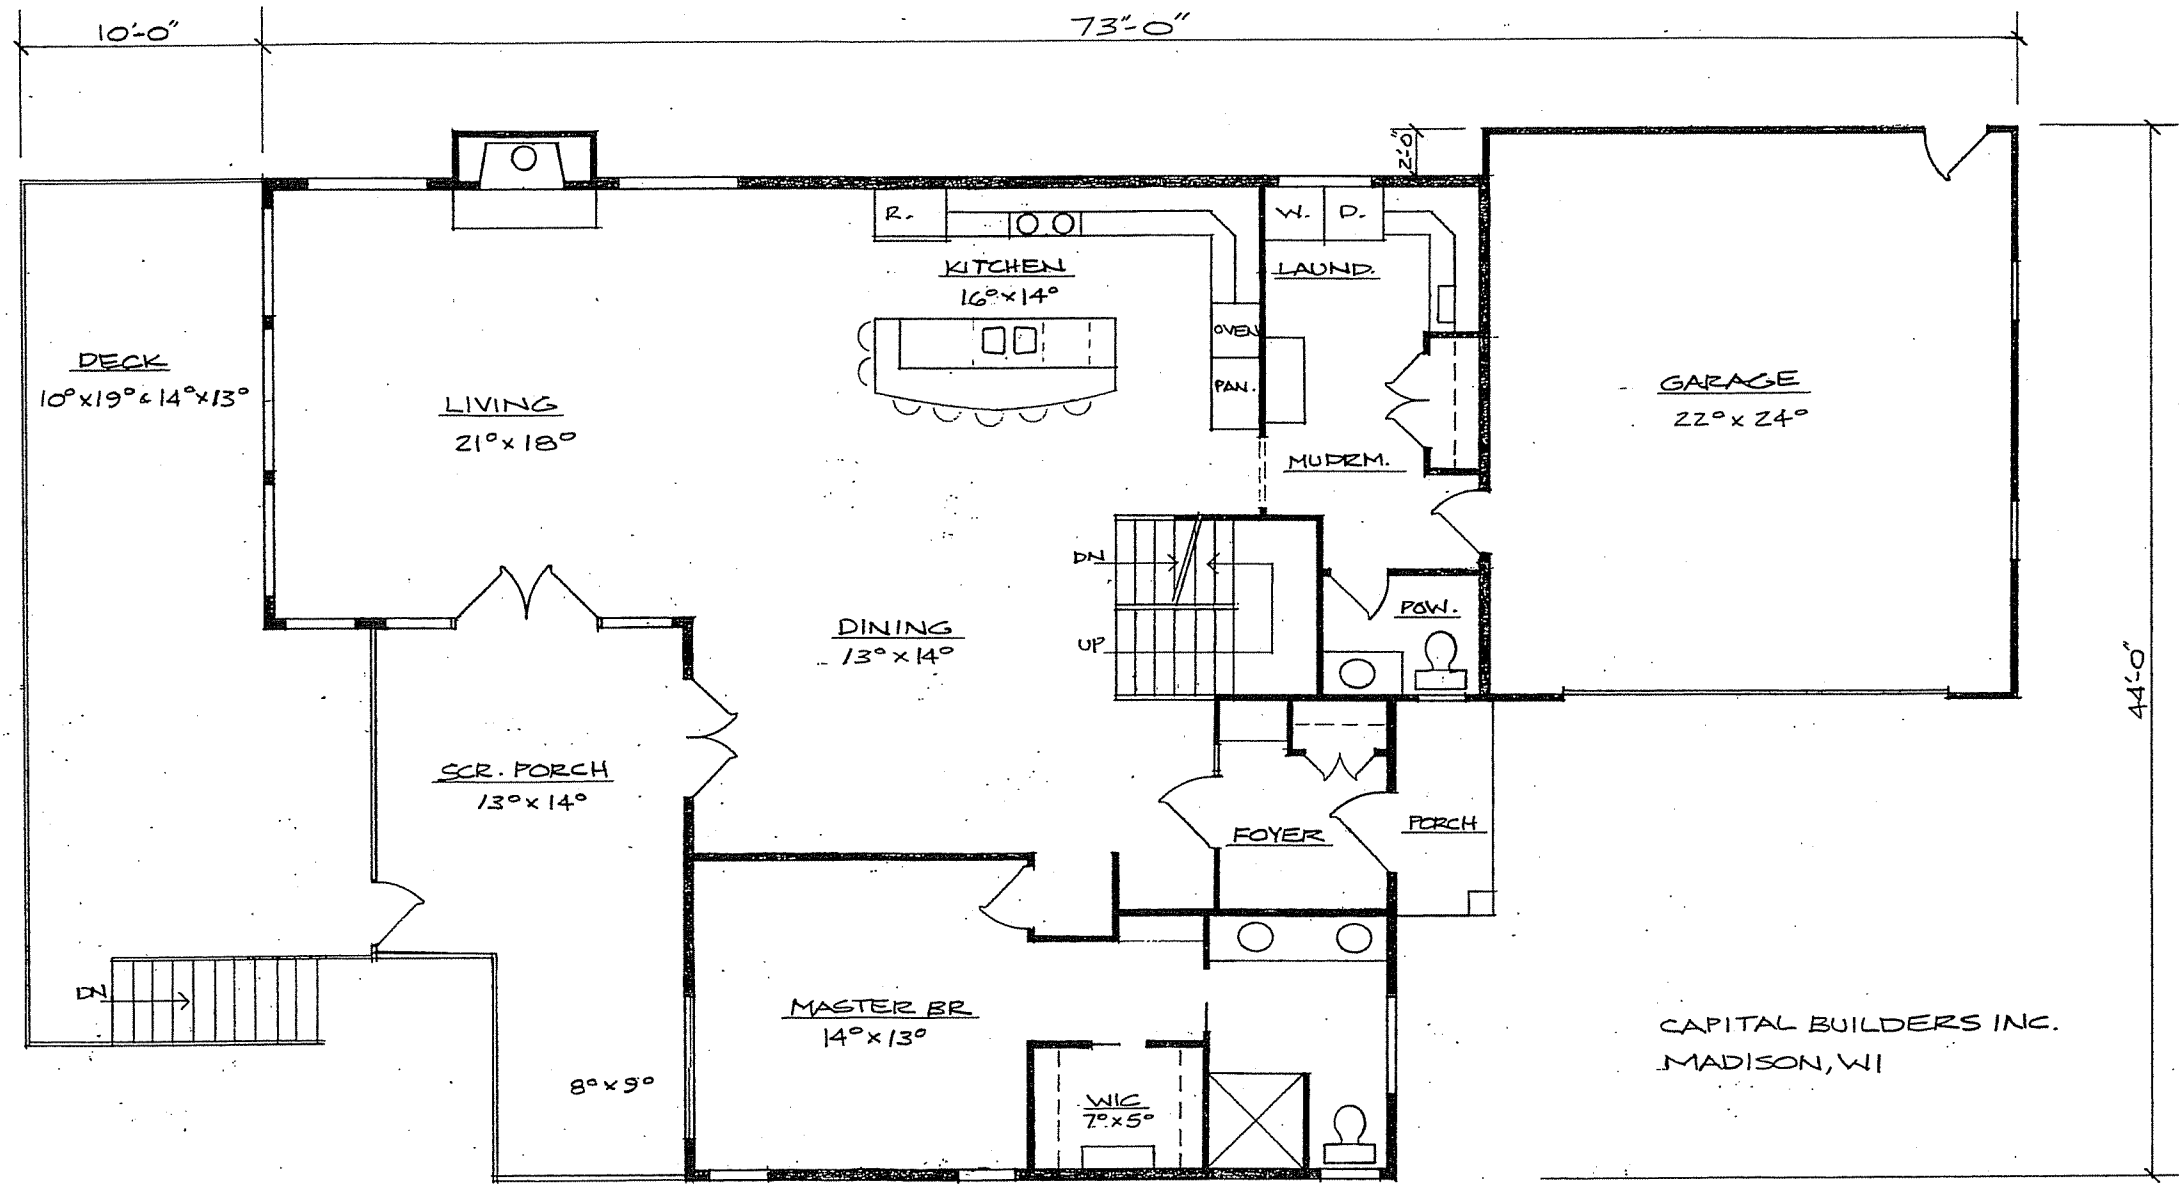 10'-0"
73"-0"
2'-0"
R.
W.
D.
KITCHEN
16⁰ x 14⁰
LAUND.
OVEN
PAN.
DECK
10⁰ x 19⁰ & 14⁰ x 13⁰
LIVING
21⁰ x 18⁰
GARAGE
22⁰ x 24⁰
MUDRM.
DN
UP
POW.
DINING
13⁰ x 14⁰
44'-0"
SCR. PORCH
13⁰ x 14⁰
FOYER
PORCH
DN
MASTER BR
14⁰ x 13⁰
8⁰ x 9⁰
WIC
7⁰ x 5⁰
CAPITAL BUILDERS INC.
MADISON, WI